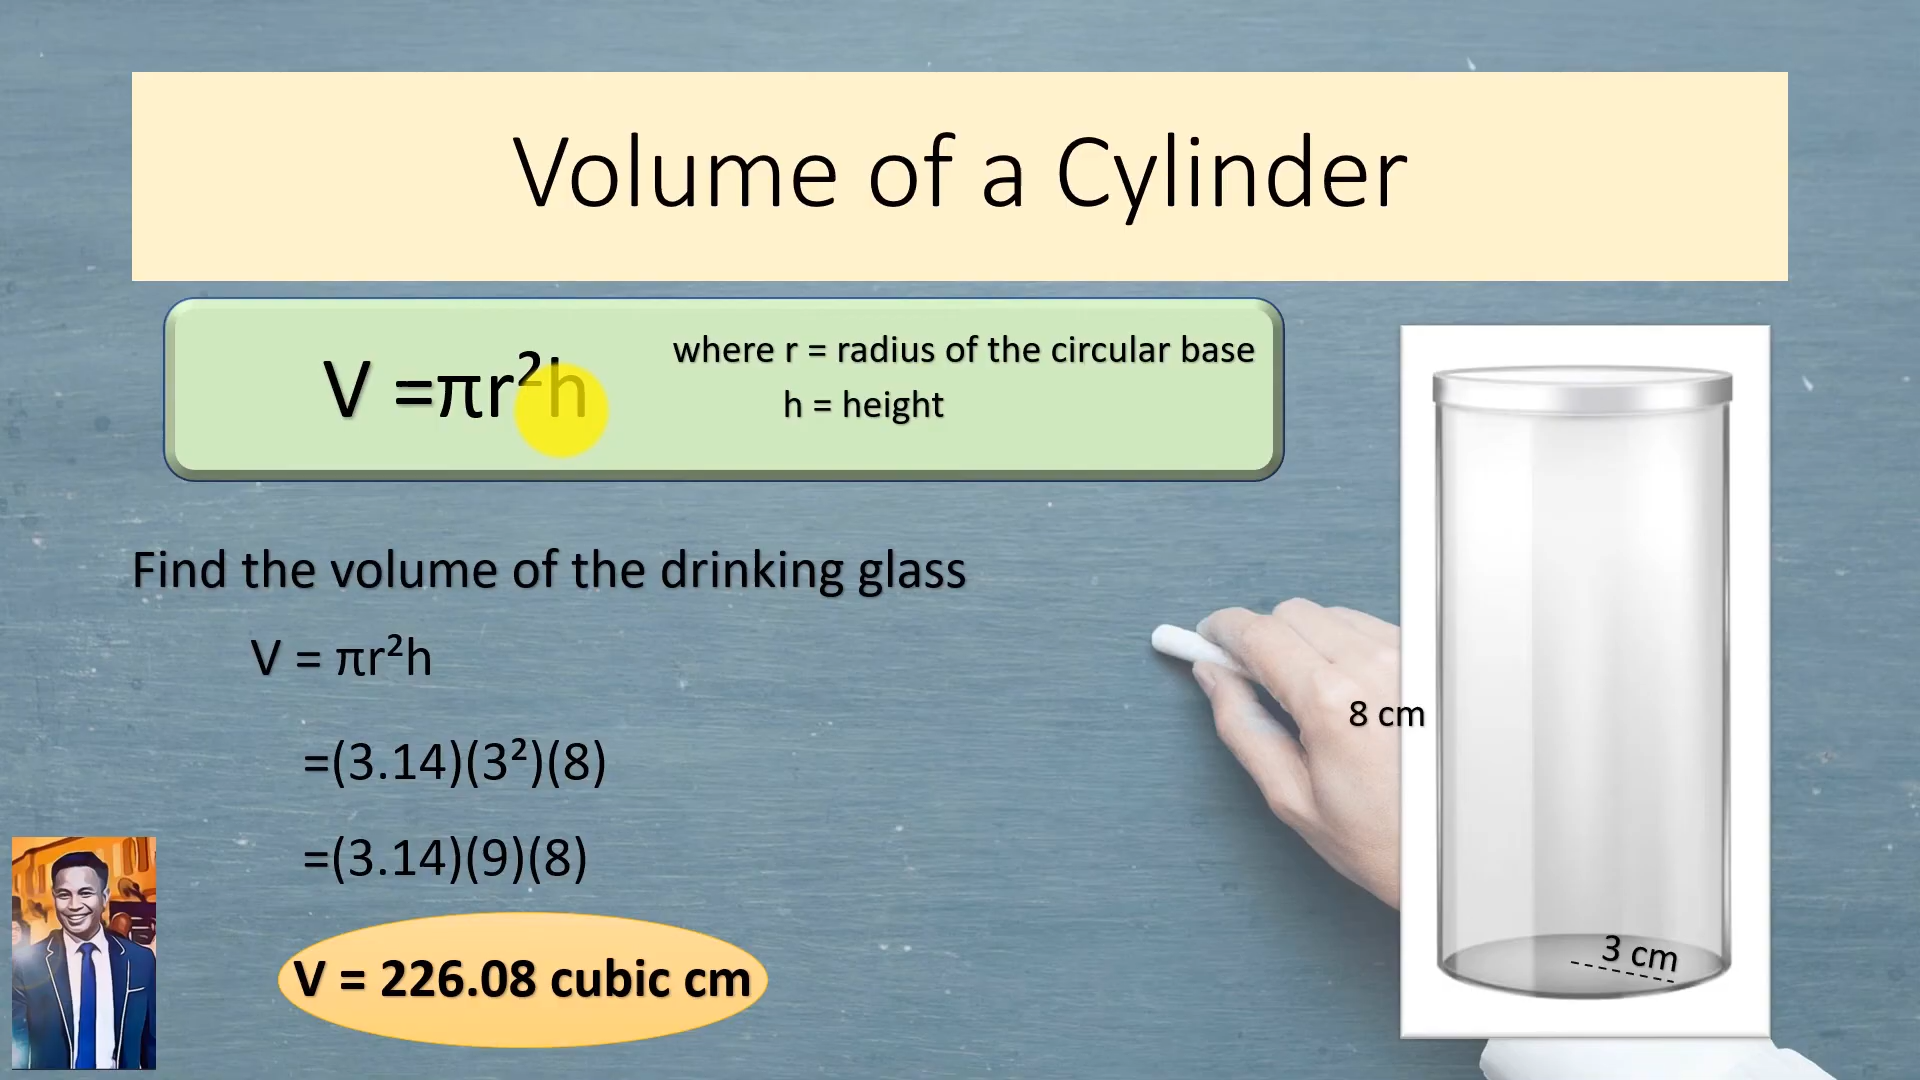 Volume of a Cylinder
V =πr²h
where r = radius of the circular base
h = height
Find the volume of the drinking glass
V = πr²h
=(3.14)(3²)(8)
=(3.14)(9)(8)
V = 226.08 cubic cm
8 cm
3 cm